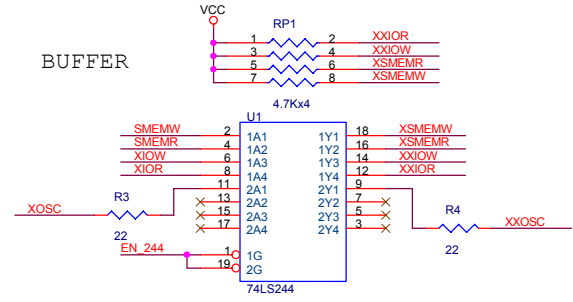 VCC
RP1
1 2 XXIOR
3 4 XXIOW
5 6 XSMEMR
7 8 XSMEMW
BUFFER
4.7Kx4
U1
SMEMW 2 1A1 1Y1 18 XSMEMW
SMEMR 4 1A2 1Y2 16 XSMEMR
XIOW 6 1A3 1Y3 14 XXIOW
XIOR 8 1A4 1Y4 12 XXIOR
11 2A1 2Y1 9
R3 13 2A2 2Y2 7
XOSC 15 2A3 2Y3 5 R4
17 2A4 2Y4 3 XXOSC
22 22
EN_244 1 1G
19 2G
74LS244